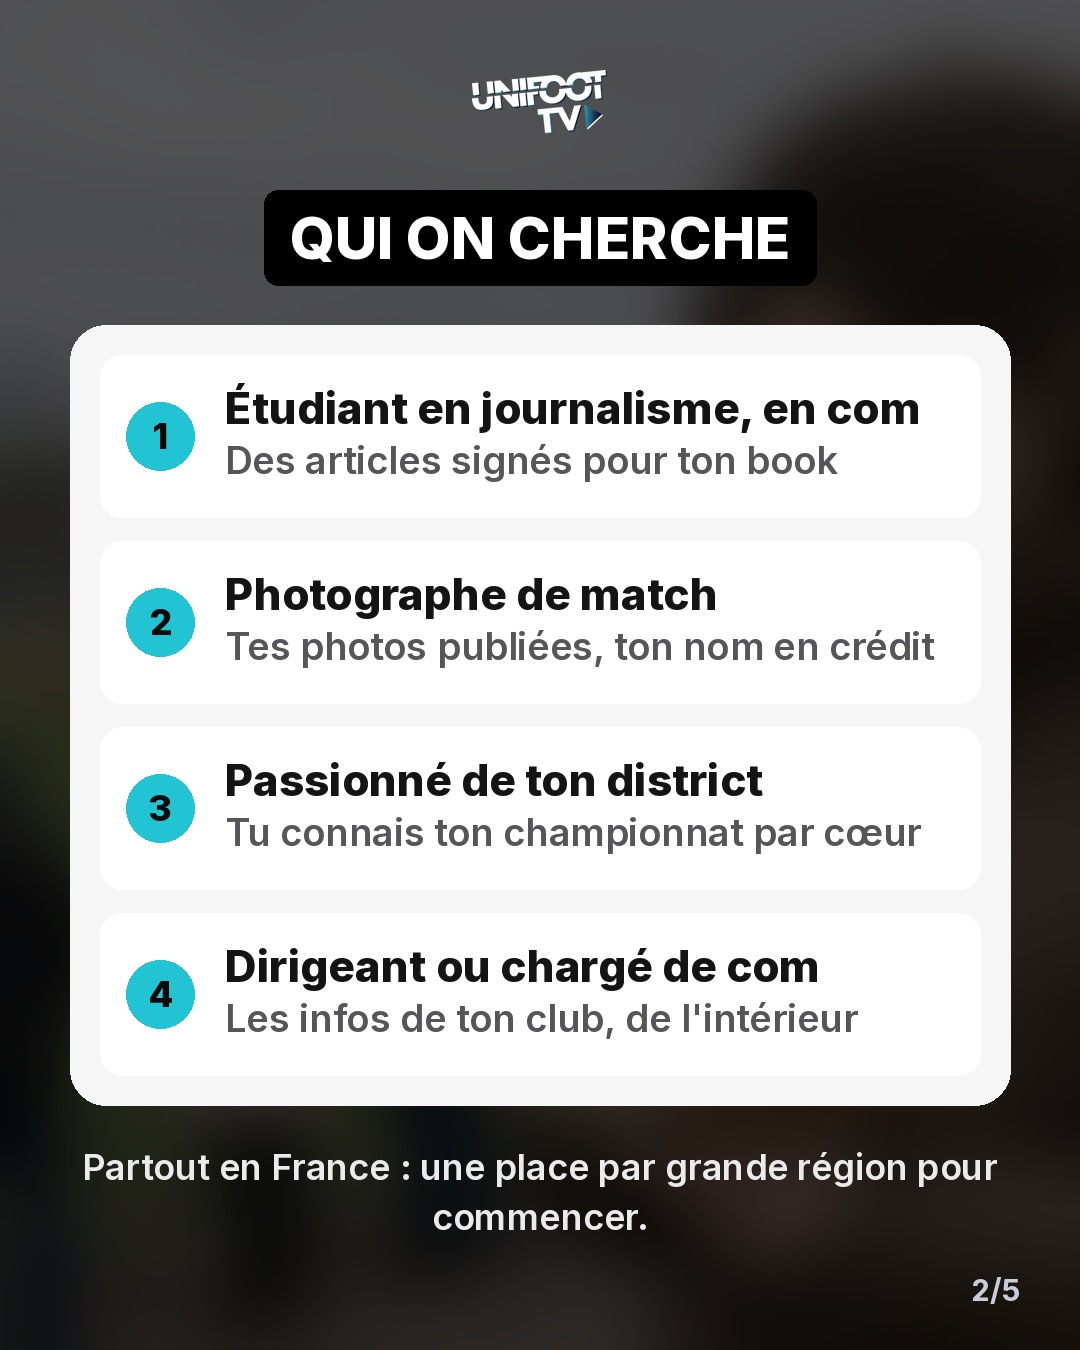 UNIFOOT
TV
QUI ON CHERCHE
1
Étudiant en journalisme, en com
Des articles signés pour ton book
2
Photographe de match
Tes photos publiées, ton nom en crédit
3
Passionné de ton district
Tu connais ton championnat par cœur
4
Dirigeant ou chargé de com
Les infos de ton club, de l'intérieur
Partout en France : une place par grande région pour
commencer.
2/5